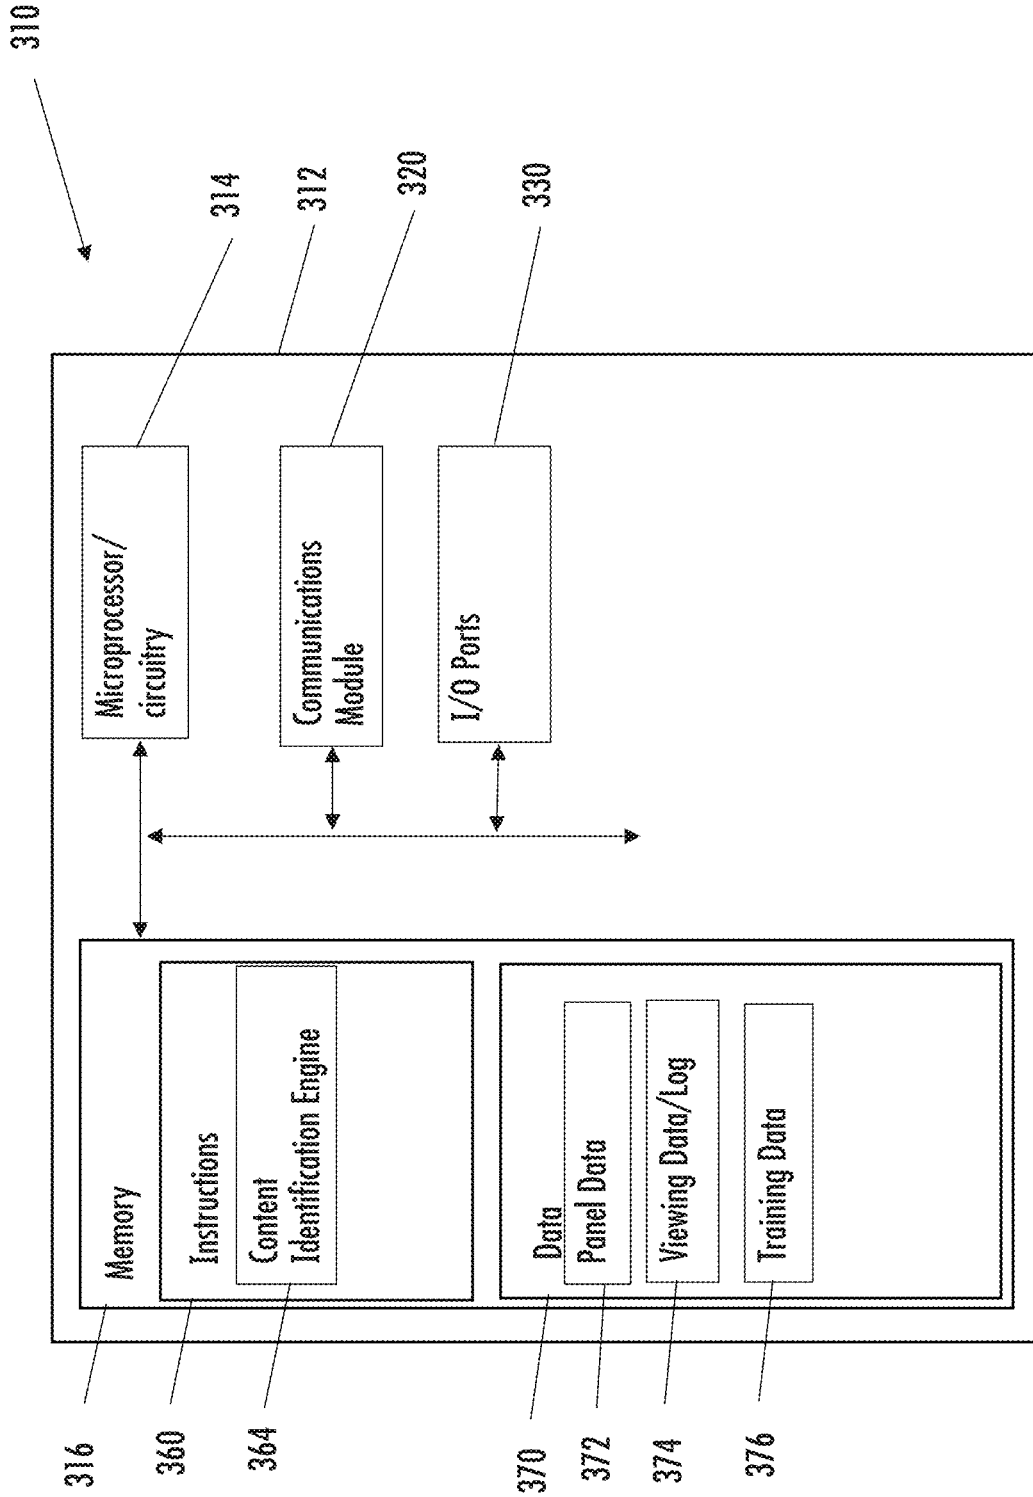 310
316
Memory
360
Instructions
364
Content
Identification Engine
370
Data
372
Panel Data
374
Viewing Data/Log
376
Training Data
Microprocessor/
circuitry
314
312
Communications
Module
320
I/O Ports
330